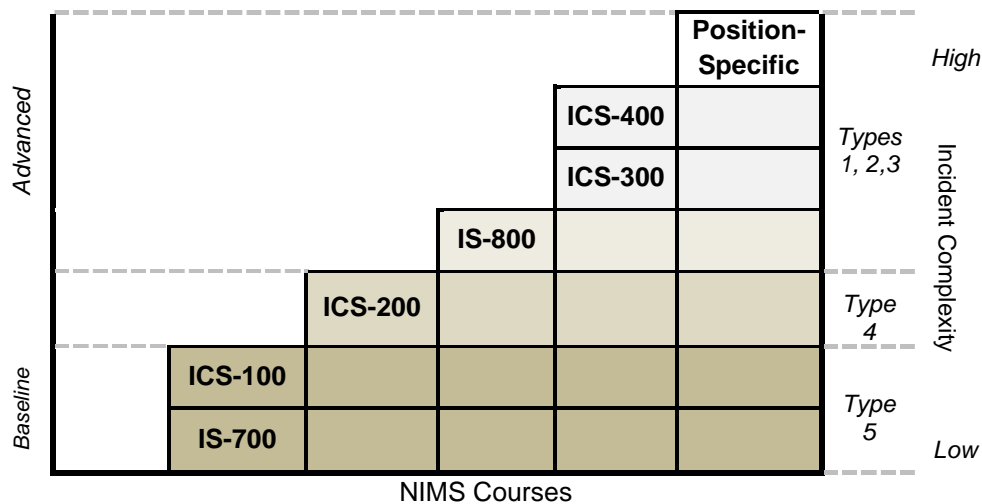 Position-
Specific
High
Advanced
ICS-400
Types
1, 2,3
ICS-300
Incident Complexity
IS-800
ICS-200
Type
4
Baseline
ICS-100
Type
5
IS-700
Low
NIMS Courses